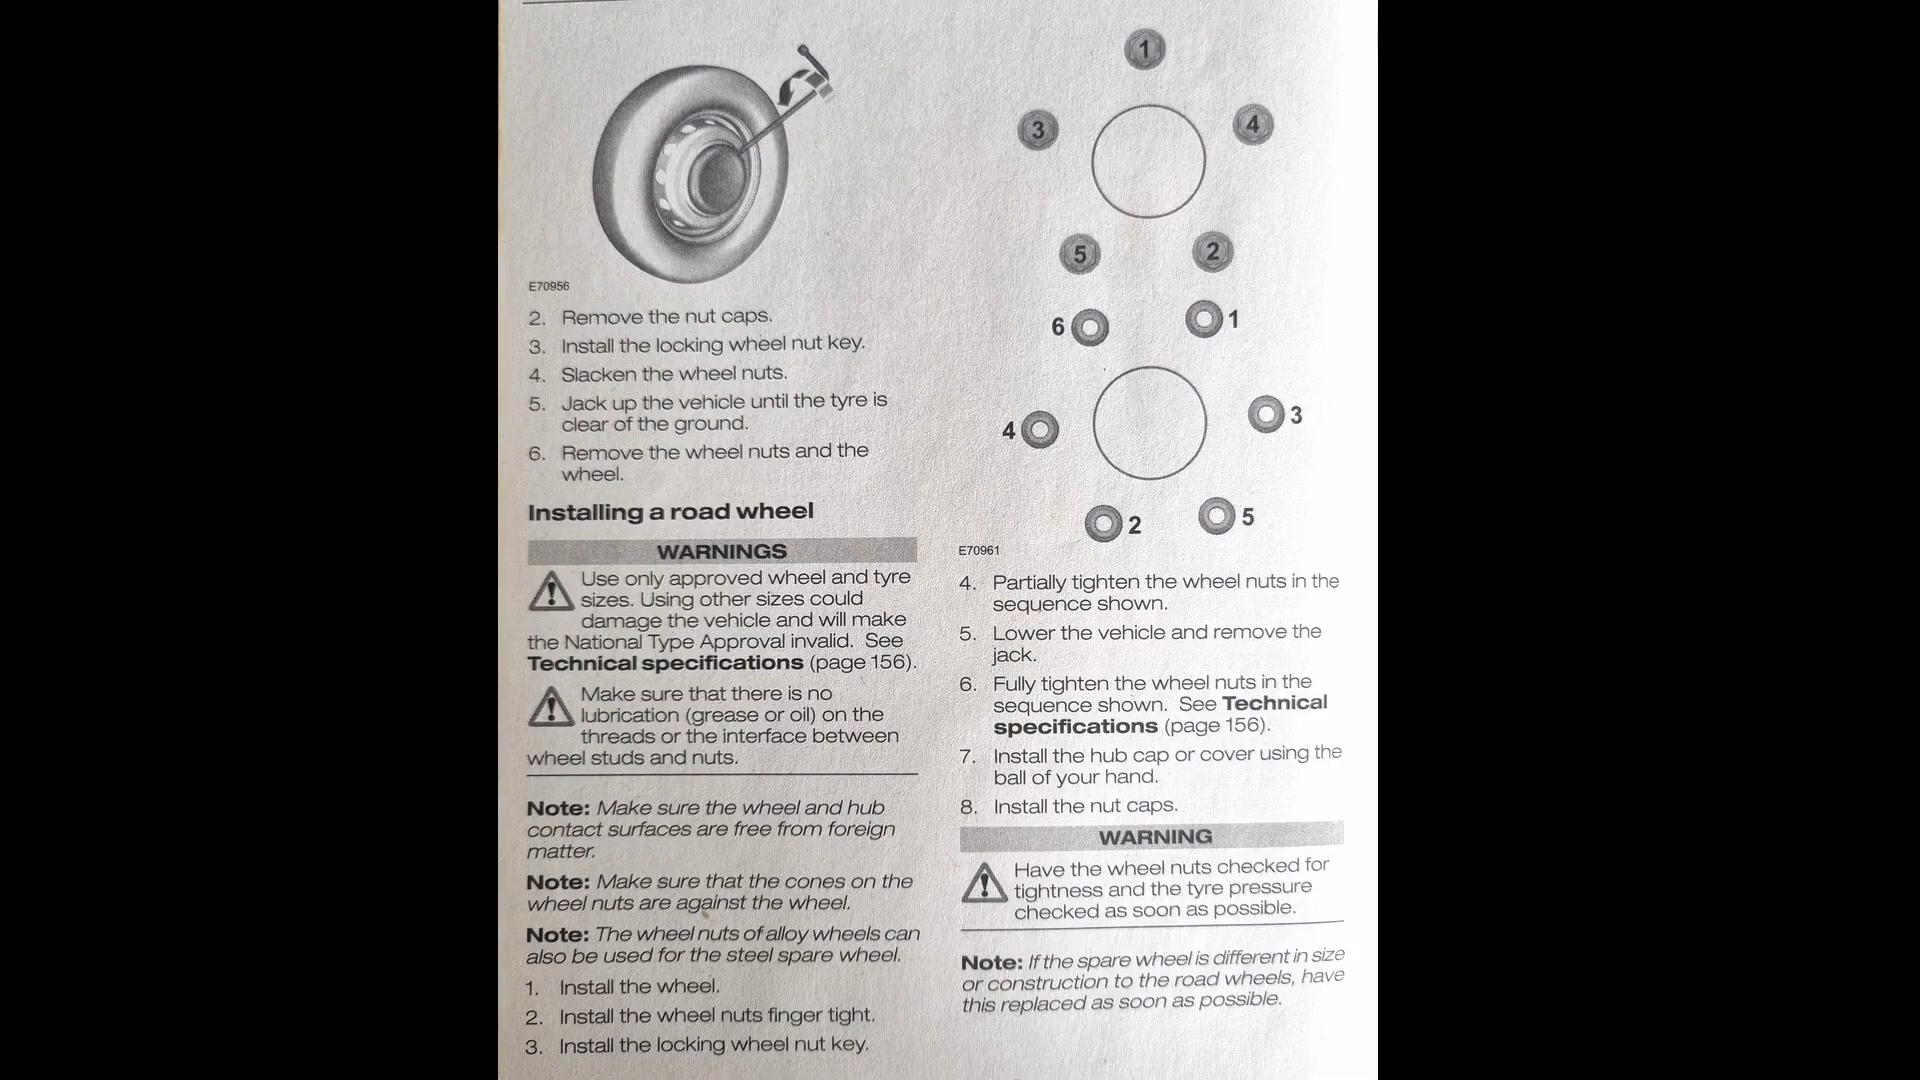 E70956
2. Remove the nut caps.
3. Install the locking wheel nut key.
4. Slacken the wheel nuts.
5. Jack up the vehicle until the tyre is
clear of the ground.
6. Remove the wheel nuts and the
wheel.
Installing a road wheel
WARNINGS
Use only approved wheel and tyre
sizes. Using other sizes could
damage the vehicle and will make
the National Type Approval invalid. See
Technical specifications (page 156).
Make sure that there is no
lubrication (grease or oil) on the
threads or the interface between
wheel studs and nuts.
Note: Make sure the wheel and hub
contact surfaces are free from foreign
matter.
Note: Make sure that the cones on the
wheel nuts are against the wheel.
Note: The wheel nuts of alloy wheels can
also be used for the steel spare wheel.
1. Install the wheel.
2. Install the wheel nuts finger tight.
3. Install the locking wheel nut key.
1
3 4
5 2
6 1
4 3
2 5
E70961
4. Partially tighten the wheel nuts in the
sequence shown.
5. Lower the vehicle and remove the
jack.
6. Fully tighten the wheel nuts in the
sequence shown. See Technical
specifications (page 156).
7. Install the hub cap or cover using the
ball of your hand.
8. Install the nut caps.
WARNING
Have the wheel nuts checked for
tightness and the tyre pressure
checked as soon as possible.
Note: If the spare wheel is different in size
or construction to the road wheels, have
this replaced as soon as possible.